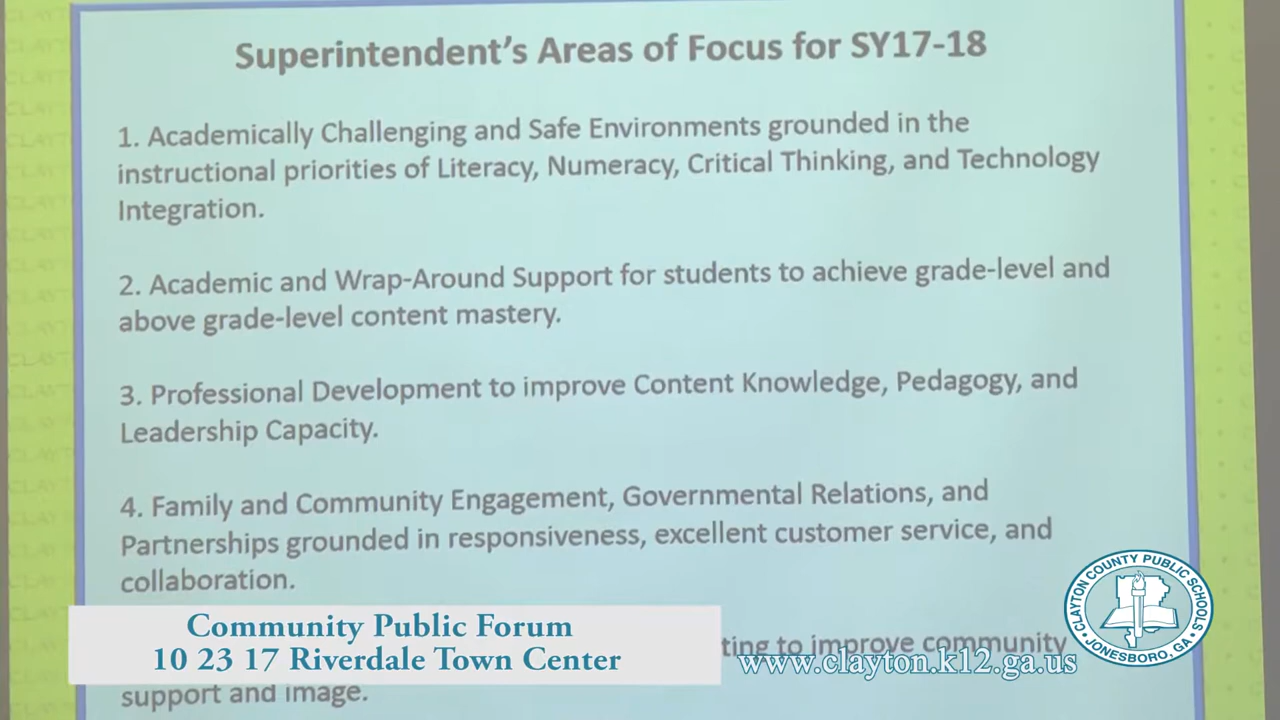 Superintendent's Areas of Focus for SY17-18
1. Academically Challenging and Safe Environments grounded in the
instructional priorities of Literacy, Numeracy, Critical Thinking, and Technology
Integration.
2. Academic and Wrap-Around Support for students to achieve grade-level and
above grade-level content mastery.
3. Professional Development to improve Content Knowledge, Pedagogy, and
Leadership Capacity.
4. Family and Community Engagement, Governmental Relations, and
Partnerships grounded in responsiveness, excellent customer service, and
collaboration.
to improve community
support and image.
Community Public Forum
10 23 17 Riverdale Town Center
www.clayton.k12.ga.us
CLAYTON COUNTY PUBLIC SCHOOLS
JONESBORO, GA